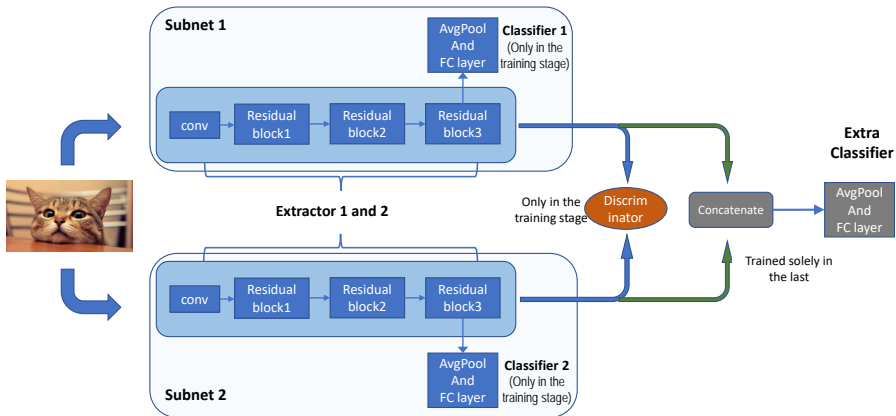 Subnet 1
AvgPool
And
FC layer
Classifier 1
(Only in the
training stage)
conv
Residual
block1
Residual
block2
Residual
block3
Extractor 1 and 2
Only in the
training stage
Discrim
inator
Concatenate
Extra
Classifier
AvgPool
And
FC layer
Trained solely in
the last
conv
Residual
block1
Residual
block2
Residual
block3
AvgPool
And
FC layer
Classifier 2
(Only in the
training stage)
Subnet 2